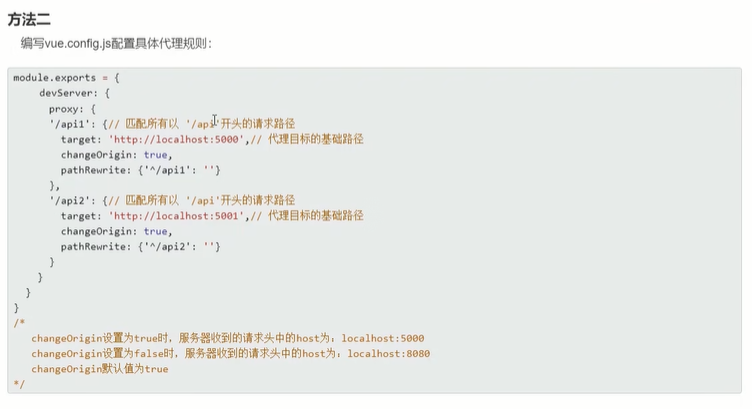 方法二
编写vue.config.js配置具体代理规则：
module.exports = {
devServer: {
proxy: {
'/api1': {// 匹配所有以 '/api'开头的请求路径
target: 'http://localhost:5000',// 代理目标的基础路径
changeOrigin: true,
pathRewrite: {'^/api1': ''}
},
'/api2': {// 匹配所有以 '/api'开头的请求路径
target: 'http://localhost:5001',// 代理目标的基础路径
changeOrigin: true,
pathRewrite: {'^/api2': ''}
}
}
}
}
/*
changeOrigin设置为true时，服务器收到的请求头中的host为：localhost:5000
changeOrigin设置为false时，服务器收到的请求头中的host为：localhost:8080
changeOrigin默认值为true
*/